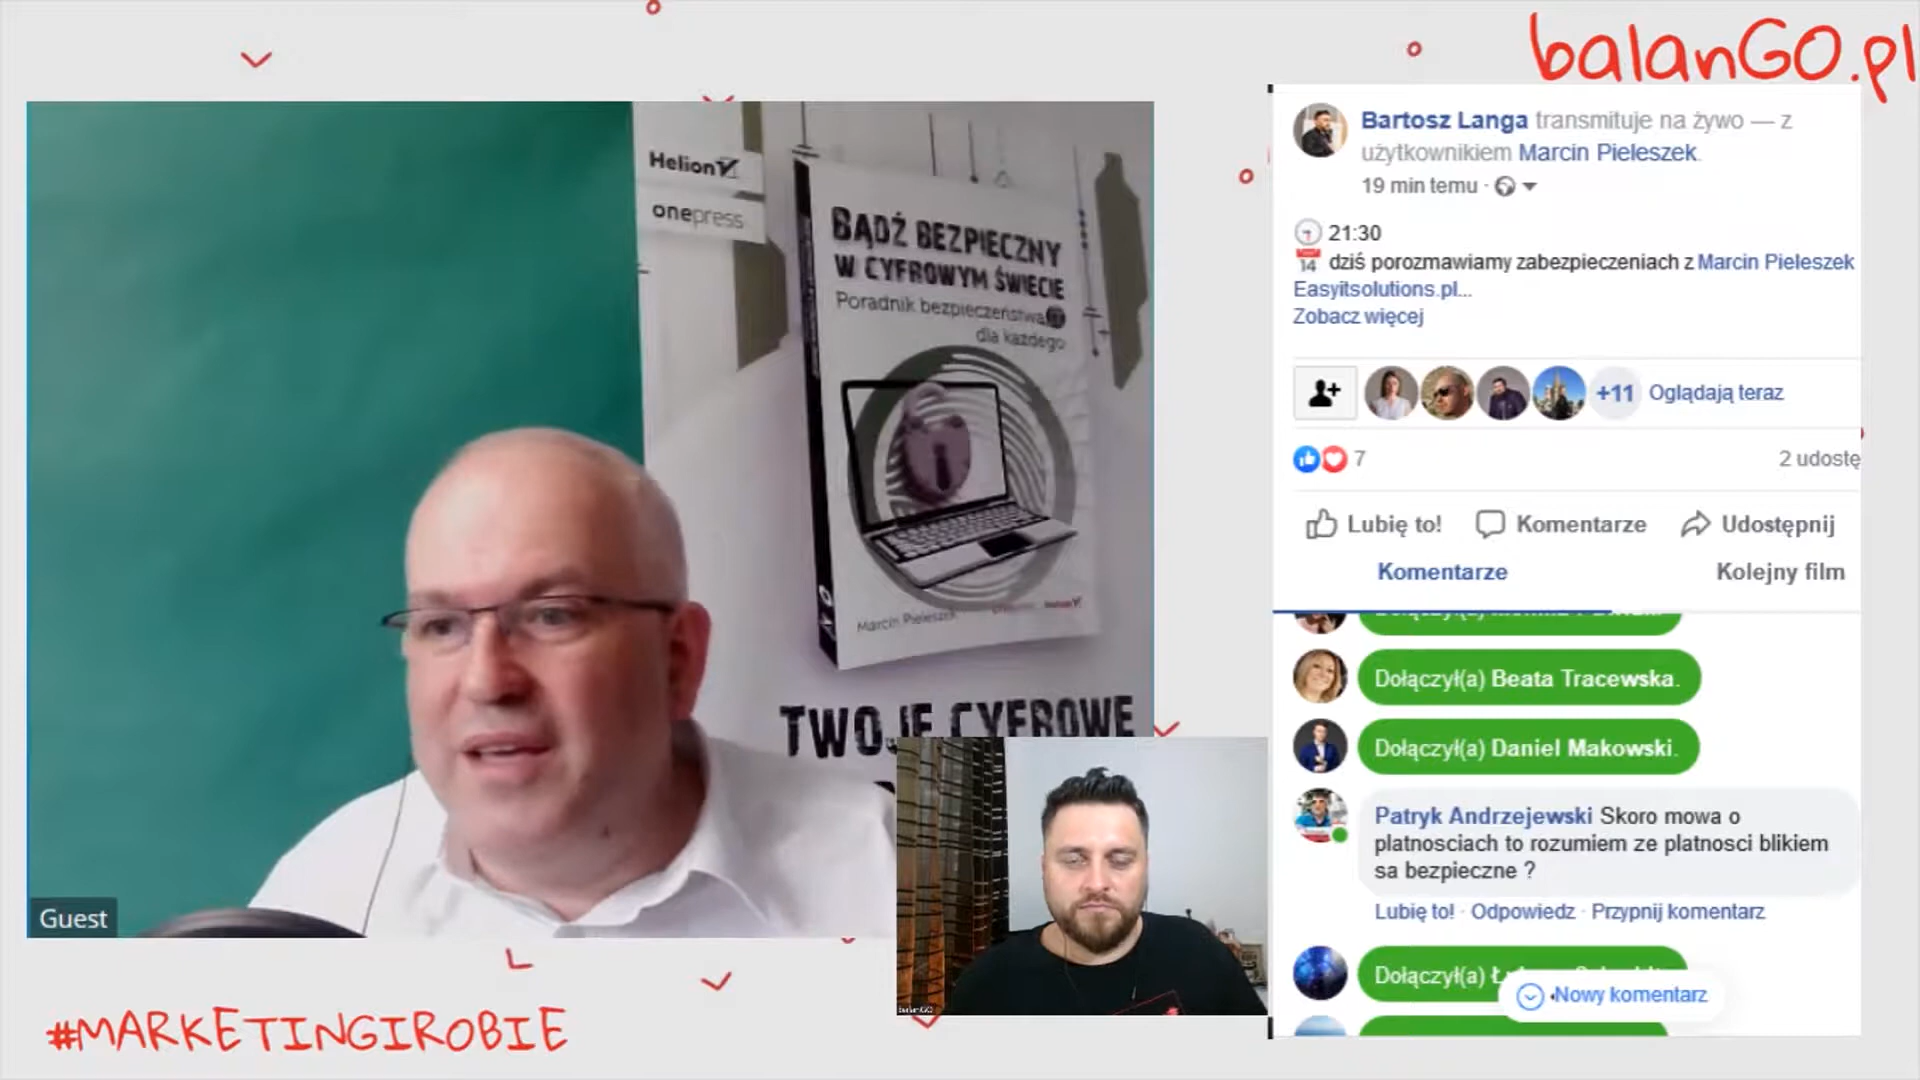 balanGO.pl
Helion
onepress
BĄDŹ BEZPIECZNY
W CYFROWYM ŚWIECIE
Poradnik bezpieczeństwa IT
dla każdego
Marcin Pieleszek
TWOJE CYFROWE
Guest
balanGO
#MARKETINGIROBIE
Bartosz Langa transmituje na żywo — z
użytkownikiem Marcin Pieleszek.
19 min temu ·
21:30
14 dziś porozmawiamy zabezpieczeniach z Marcin Pieleszek
Easyitsolutions.pl...
Zobacz więcej
+11 Oglądają teraz
7
2 udostę
Lubię to! Komentarze Udostępnij
Komentarze Kolejny film
Dołączył(a) Beata Tracewska.
Dołączył(a) Daniel Makowski.
Patryk Andrzejewski Skoro mowa o
platnosciach to rozumiem ze platnosci blikiem
sa bezpieczne ?
Lubię to! · Odpowiedz · Przypnij komentarz
Dołączył(a)
Nowy komentarz